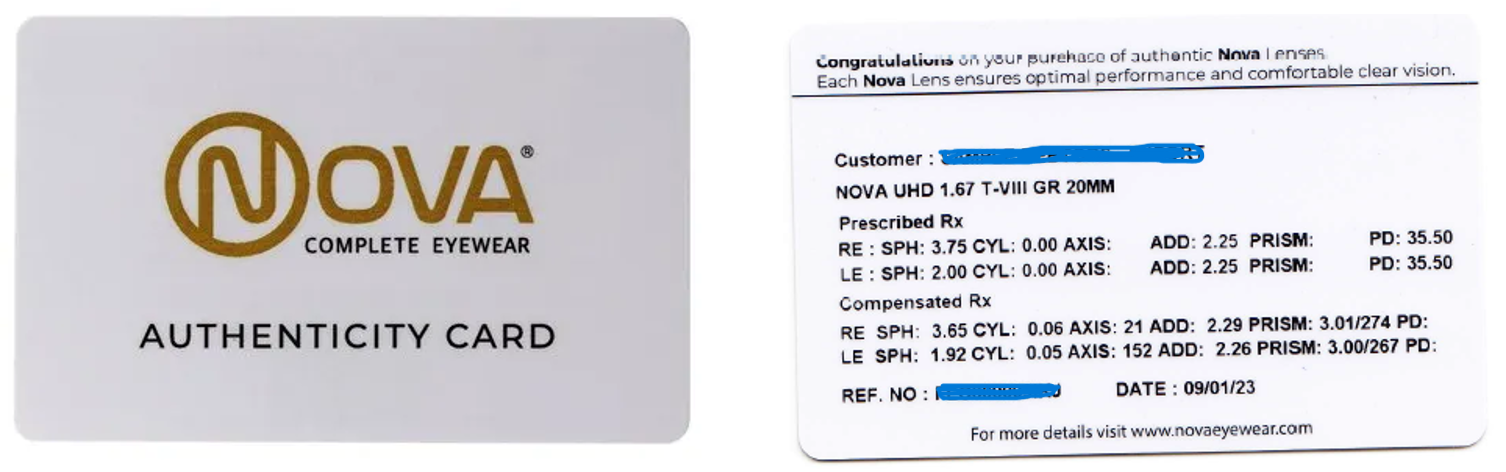 NOVA®
COMPLETE EYEWEAR
AUTHENTICITY CARD
Congratulations on your purchase of authentic Nova Lenses.
Each Nova Lens ensures optimal performance and comfortable clear vision.
Customer :
NOVA UHD 1.67 T-VIII GR 20MM
Prescribed Rx
RE : SPH: 3.75 CYL: 0.00 AXIS: ADD: 2.25 PRISM: PD: 35.50
LE : SPH: 2.00 CYL: 0.00 AXIS: ADD: 2.25 PRISM: PD: 35.50
Compensated Rx
RE SPH: 3.65 CYL: 0.06 AXIS: 21 ADD: 2.29 PRISM: 3.01/274 PD:
LE SPH: 1.92 CYL: 0.05 AXIS: 152 ADD: 2.26 PRISM: 3.00/267 PD:
REF. NO : DATE : 09/01/23
For more details visit www.novaeyewear.com